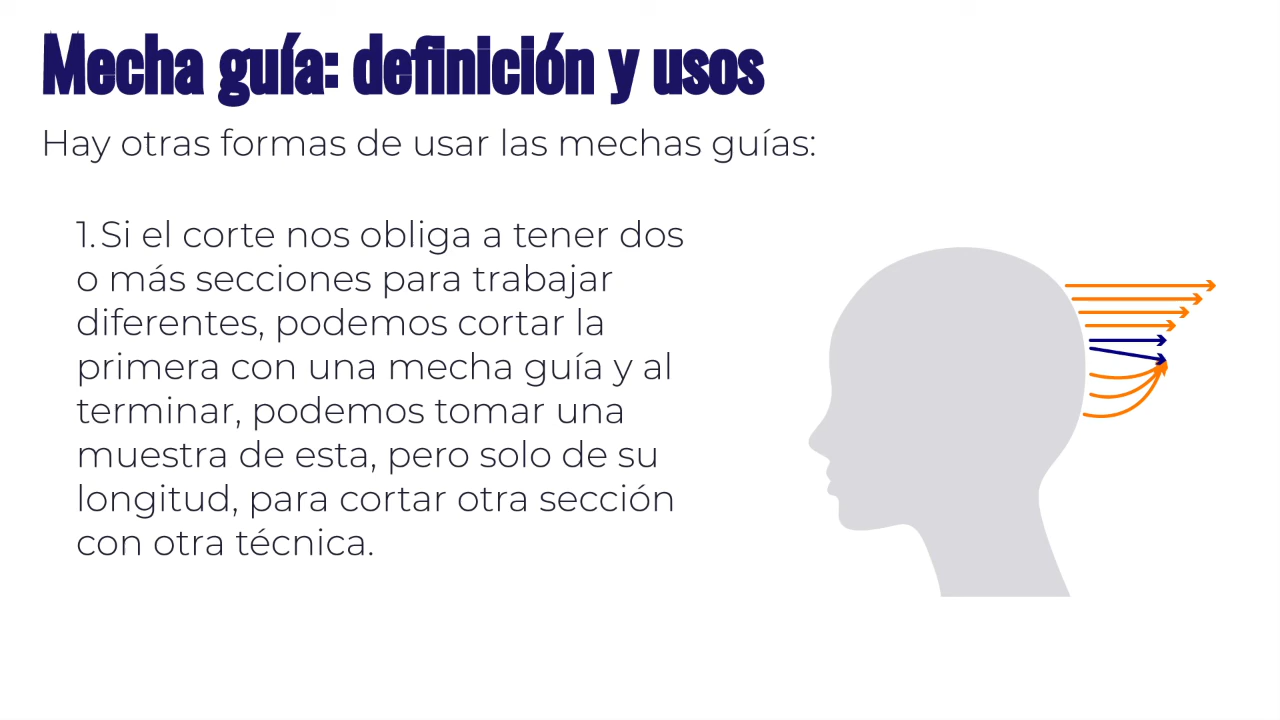 Mecha guía: definición y usos
Hay otras formas de usar las mechas guías:
1. Si el corte nos obliga a tener dos
o más secciones para trabajar
diferentes, podemos cortar la
primera con una mecha guía y al
terminar, podemos tomar una
muestra de esta, pero solo de su
longitud, para cortar otra sección
con otra técnica.